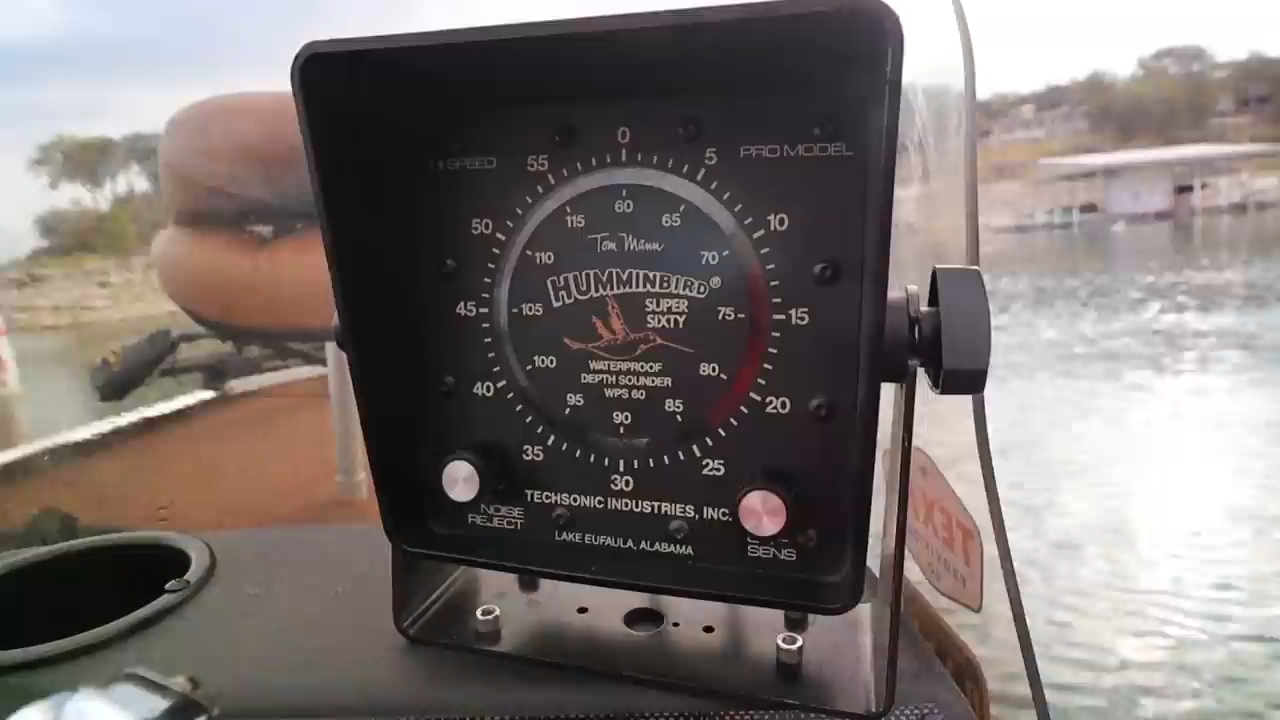 HI SPEED
PRO MODEL
0
5
10
15
20
25
30
35
40
45
50
55
60
65
70
75
80
85
90
95
100
105
110
115
Tom Mann
HUMMINBIRD®
SUPER
SIXTY
WATERPROOF
DEPTH SOUNDER
WPS 60
TECHSONIC INDUSTRIES, INC.
LAKE EUFAULA, ALABAMA
NOISE
REJECT
SENS